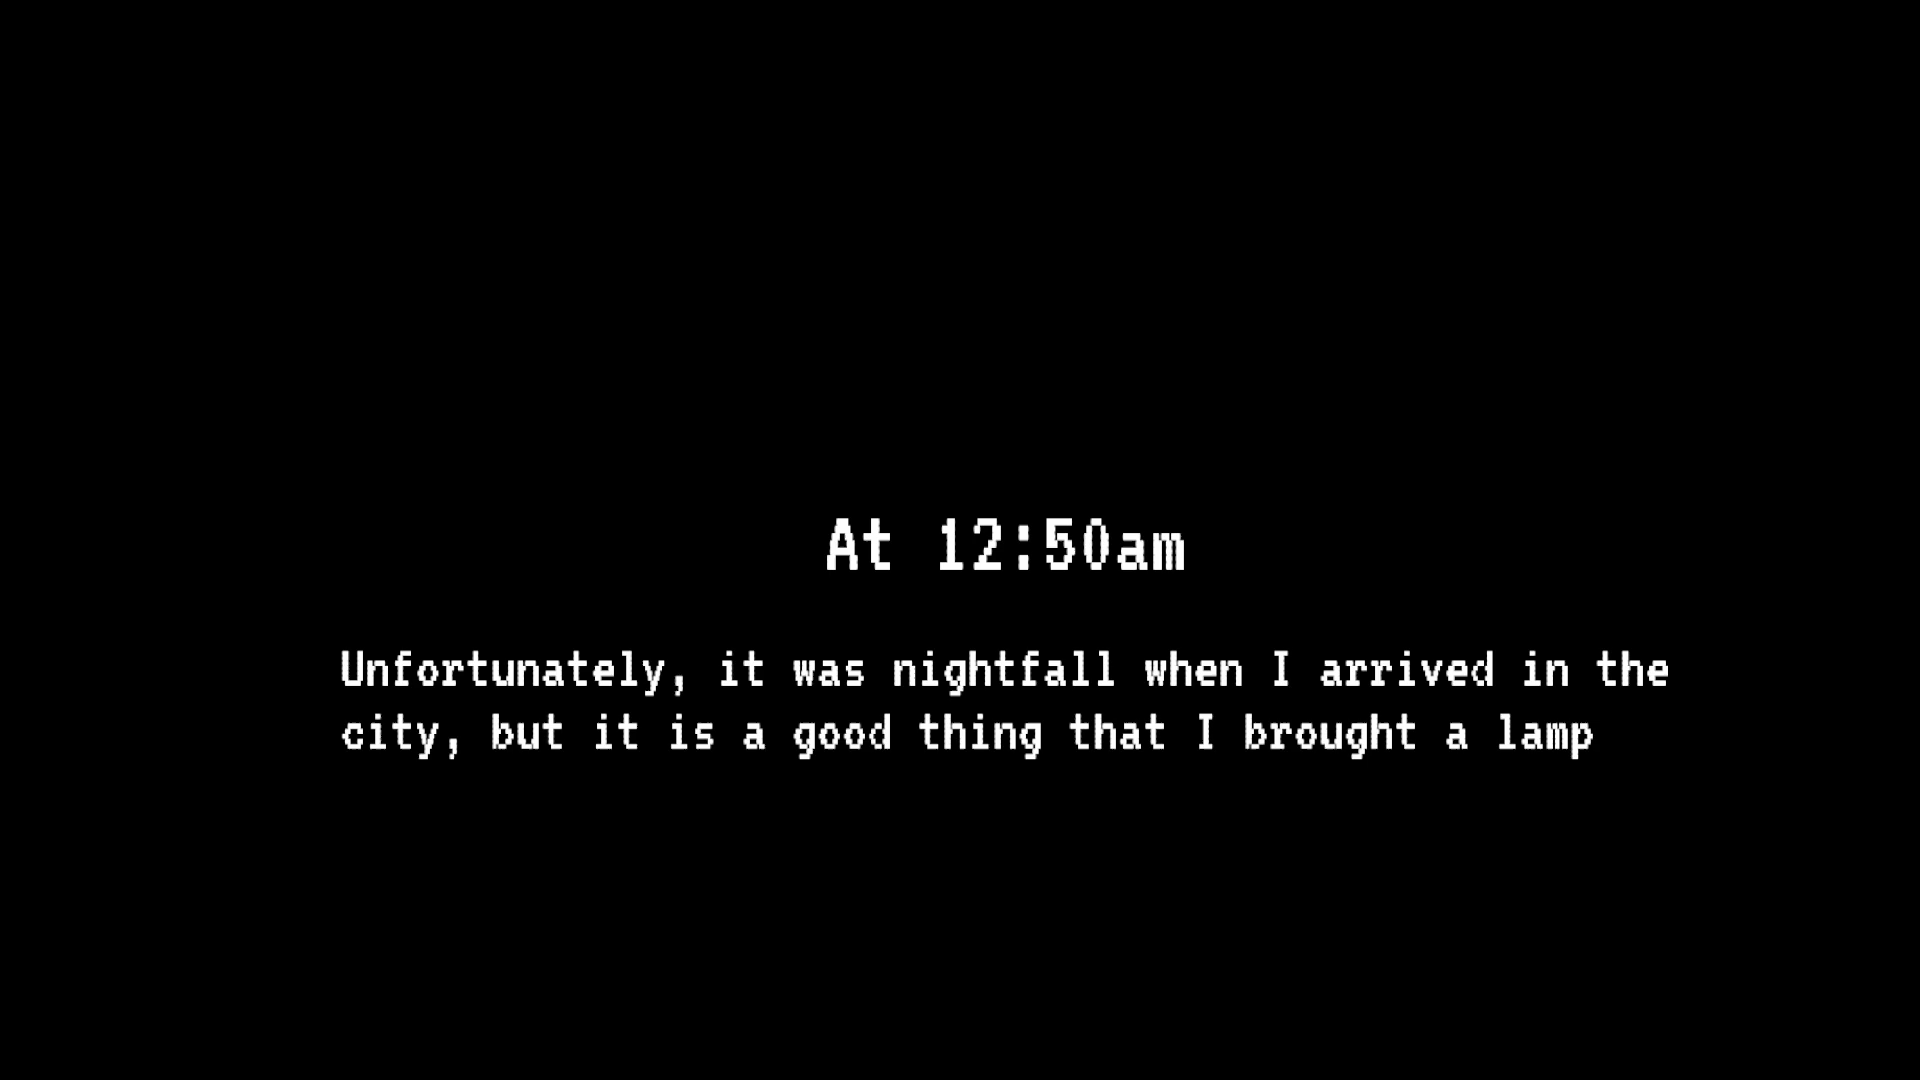 At 12:50am
Unfortunately, it was nightfall when I arrived in the
city, but it is a good thing that I brought a lamp